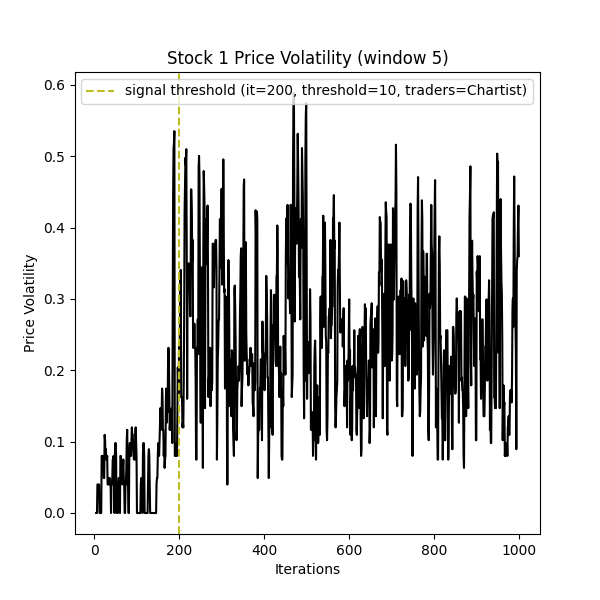 Stock 1 Price Volatility (window 5)
signal threshold (it=200, threshold=10, traders=Chartist)
0.6
0.5
0.4
0.3
0.2
0.1
0.0
Price Volatility
0 200 400 600 800 1000
Iterations